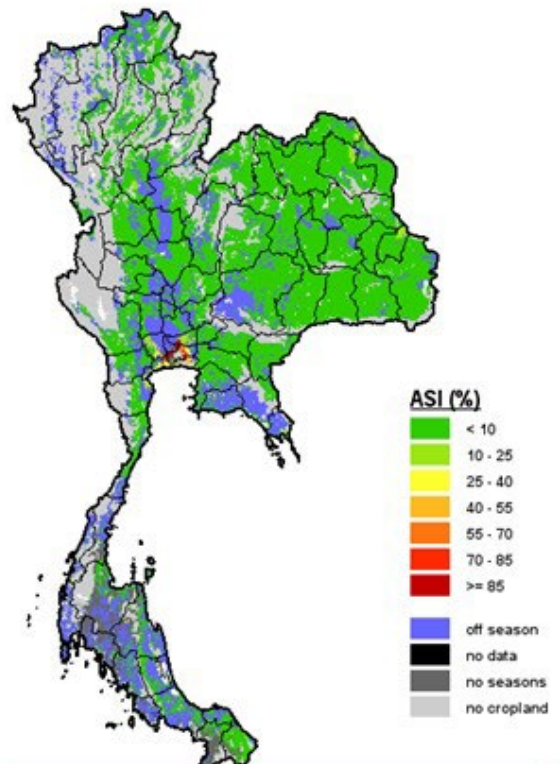 ASI (%)
< 10
10 - 25
25 - 40
40 - 55
55 - 70
70 - 85
>= 85
off season
no data
no seasons
no cropland